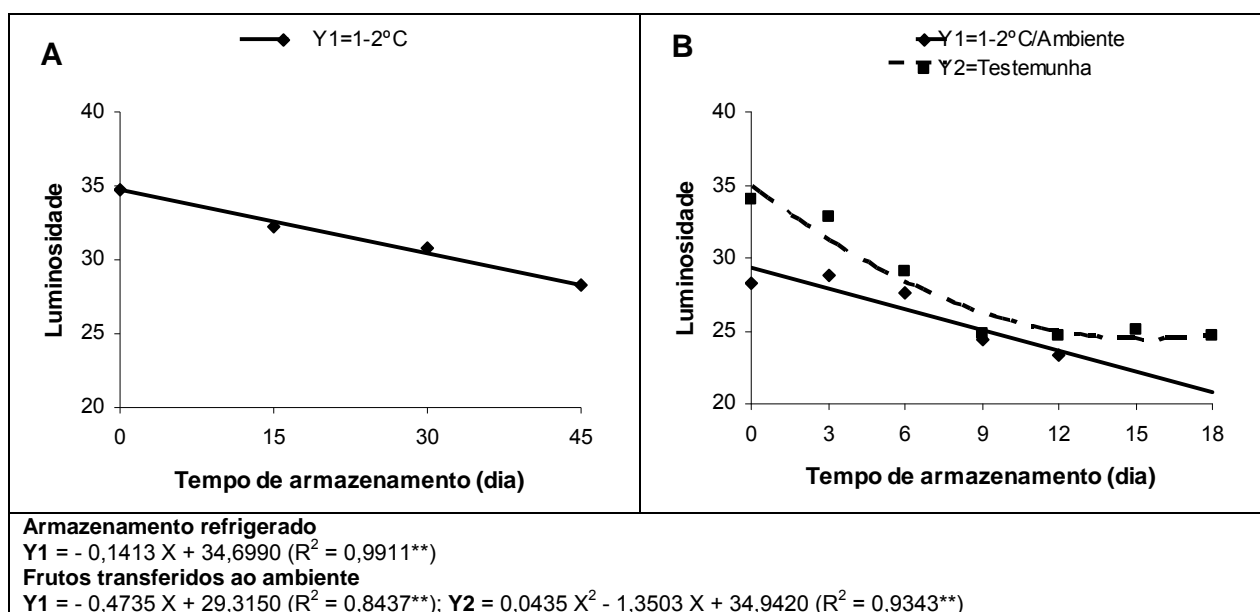 A
Y1=1-2ºC
Luminosidade
40
35
30
25
20
0 15 30 45
Tempo de armazenamento (dia)
B
Y1=1-2ºC/Ambiente
Y2=Testemunha
Luminosidade
40
35
30
25
20
0 3 6 9 12 15 18
Tempo de armazenamento (dia)
Armazenamento refrigerado
Y1 = - 0,1413 X + 34,6990 (R² = 0,9911**)
Frutos transferidos ao ambiente
Y1 = - 0,4735 X + 29,3150 (R² = 0,8437**); Y2 = 0,0435 X² - 1,3503 X + 34,9420 (R² = 0,9343**)